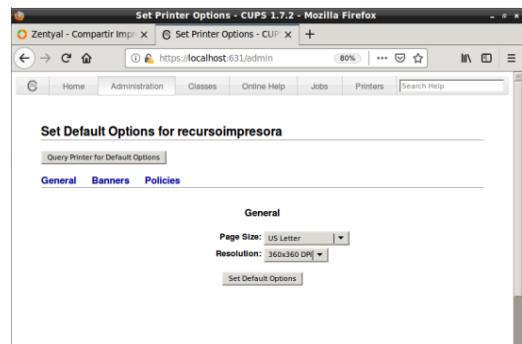 Set Printer Options - CUPS 1.7.2 - Mozilla Firefox
Zentyal - Compartir Impr
Set Printer Options - CUP
https://localhost:631/admin
80%
Home Administration Classes Online Help Jobs Printers Search Help
Set Default Options for recursoimpresora
Query Printer for Default Options
General Banners Policies
General
Page Size: US Letter
Resolution: 360x360 DPI
Set Default Options